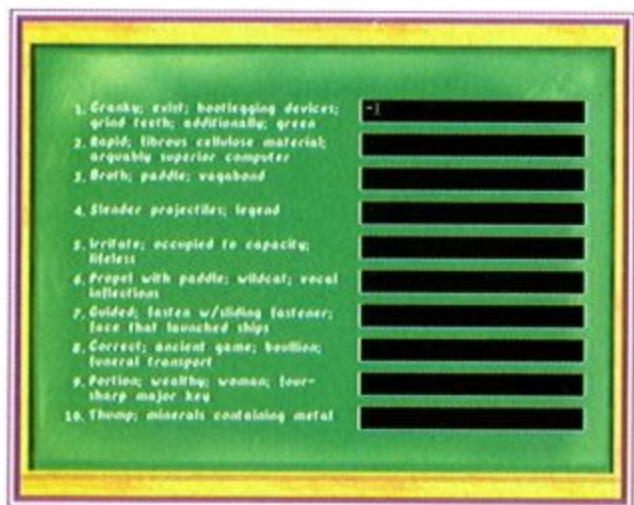 1. Cranky; exist; bootlegging devices;
grind teeth; additionally; green
2. Rapid; fibrous cellulose material;
arguably superior computer
3. Broth; paddle; vagabond
4. Slender projectiles; legend
5. Irritate; occupied to capacity;
lifeless
6. Propel with paddle; wildcat; vocal
inflections
7. Guided; fasten w/sliding fastener;
face that launched ships
8. Correct; ancient game; boullion;
funeral transport
9. Portion; wealthy; woman; four-
sharp major key
10. Thump; minerals containing metal